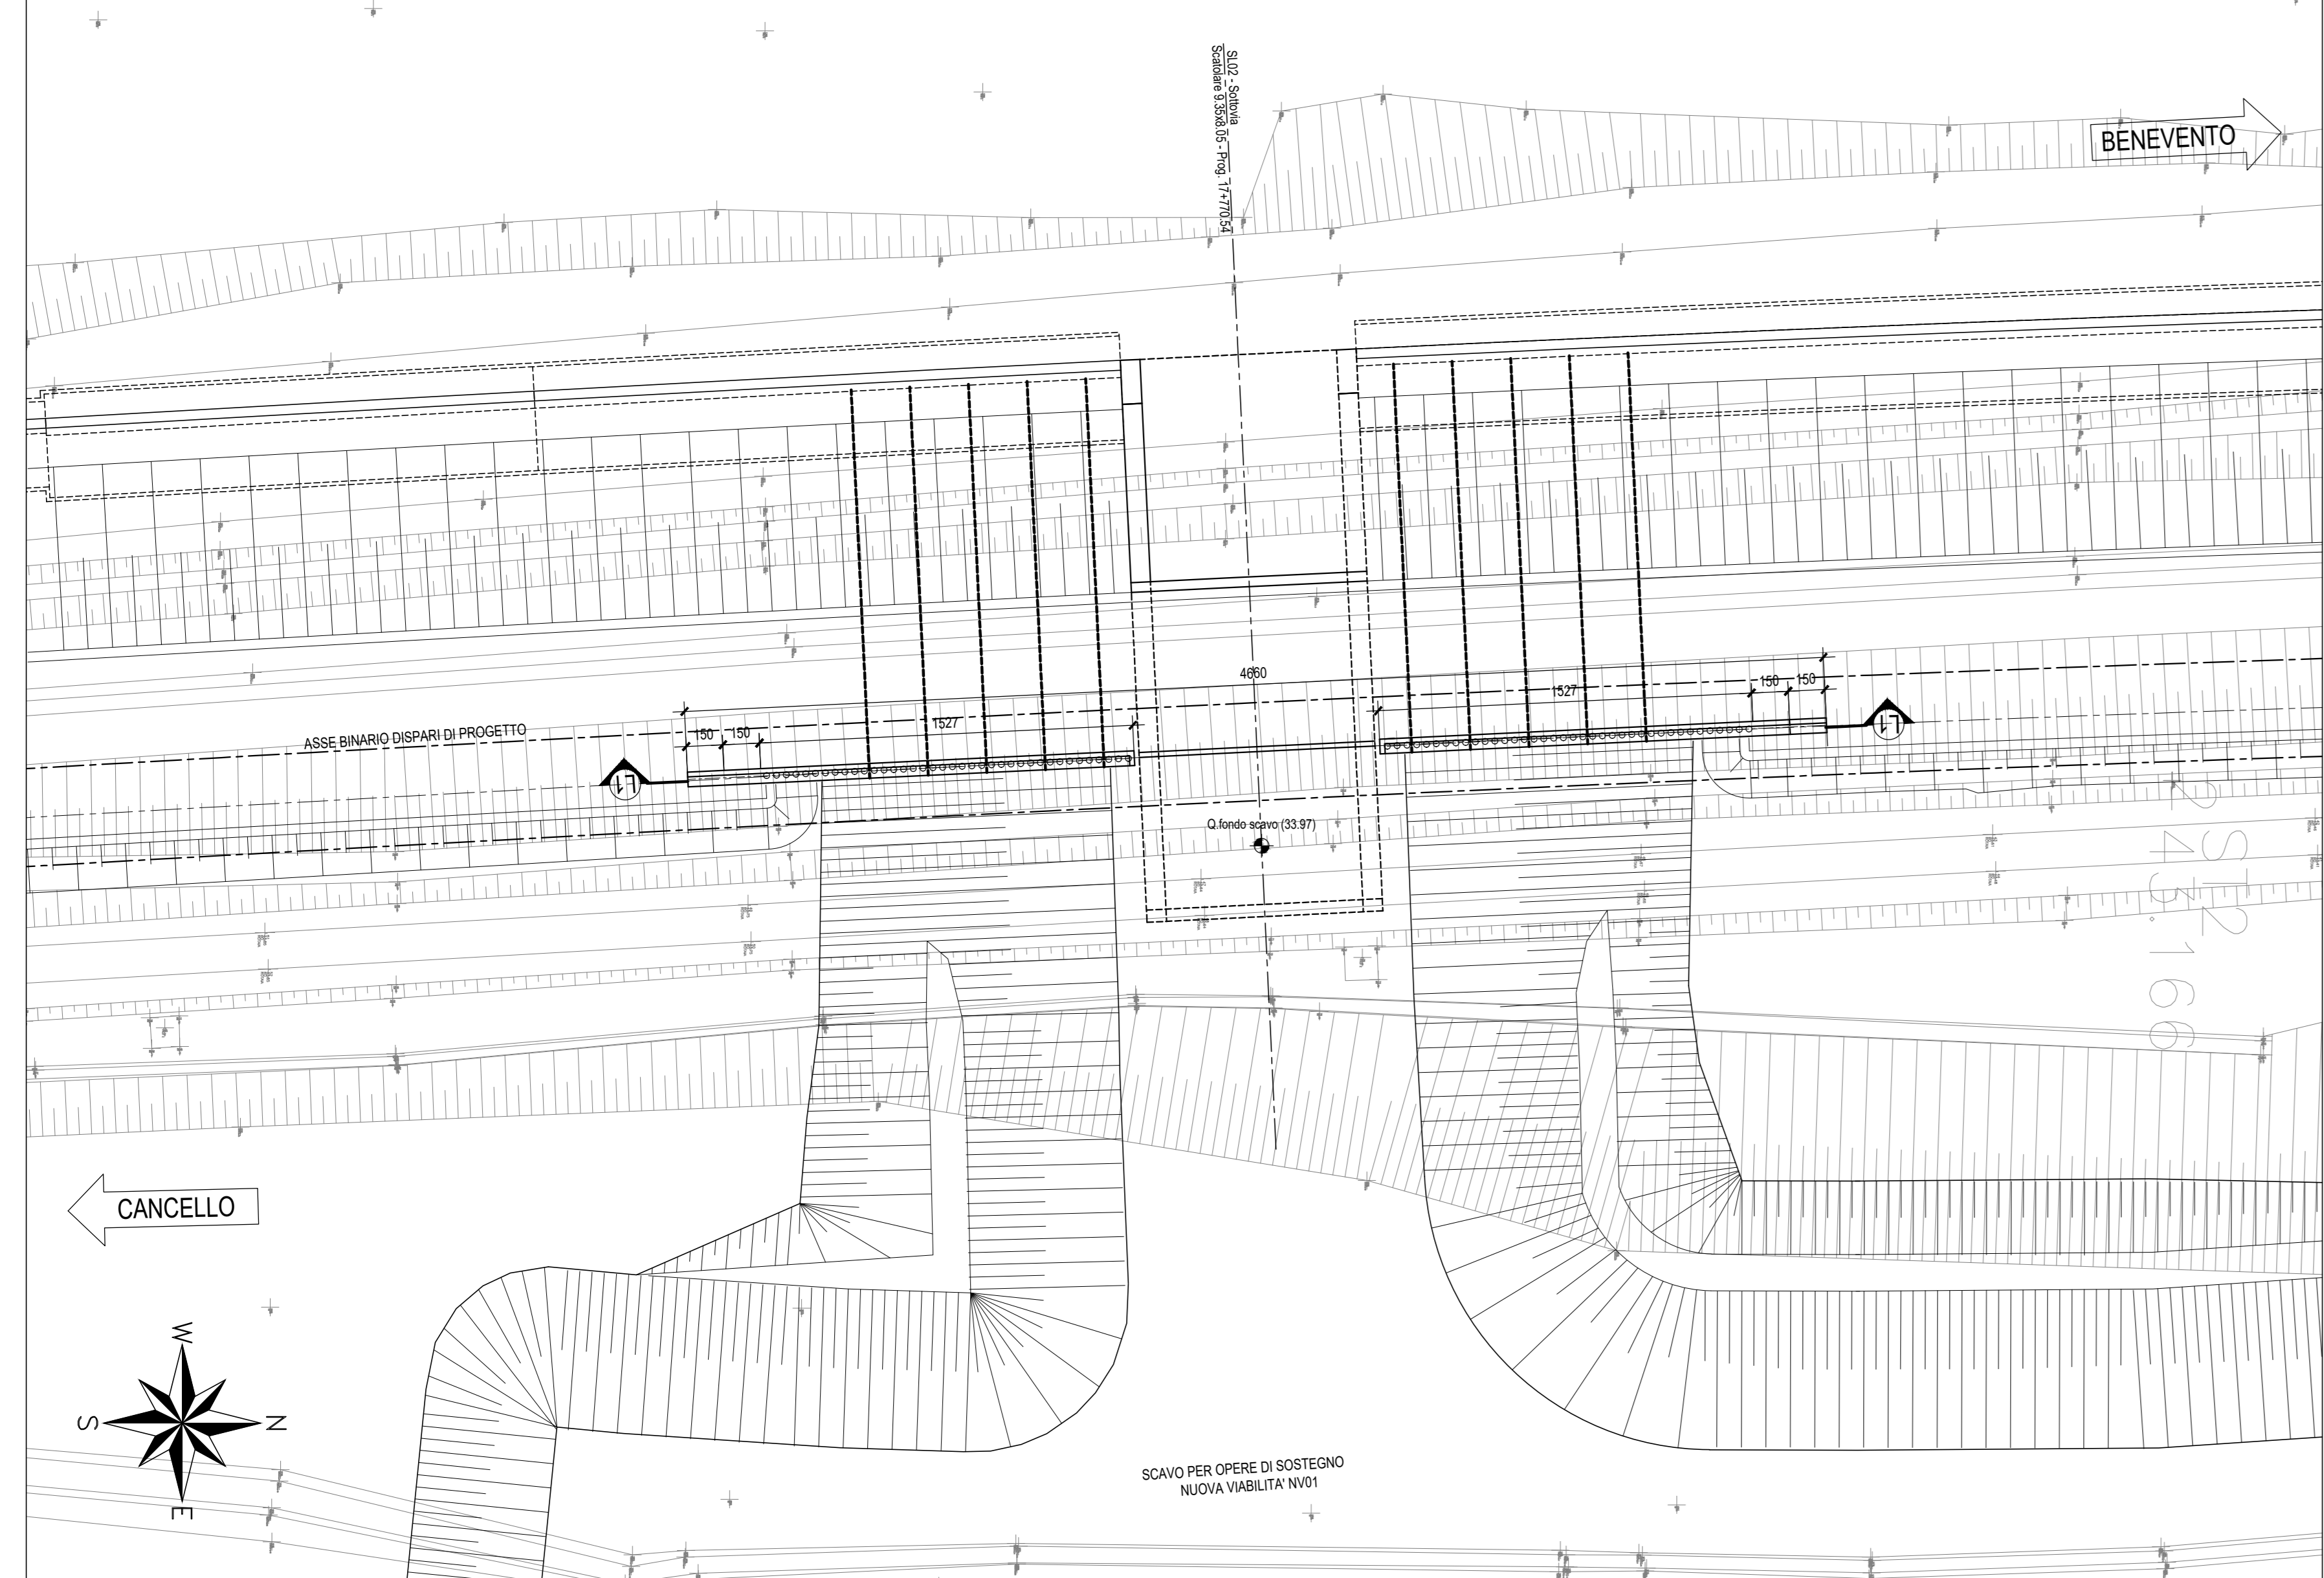 SL02 - Sottovia
Scatolare 9.35x8.05 - Prog. 17+770.54
BENEVENTO
4660
1527
150
150
ASSE BINARIO DISPARI DI PROGETTO
150
150
1527
L1
L1
Q.fondo scavo (33.97)
CANCELLO
W
S
N
E
SCAVO PER OPERE DI SOSTEGNO
NUOVA VIABILITA' NV01